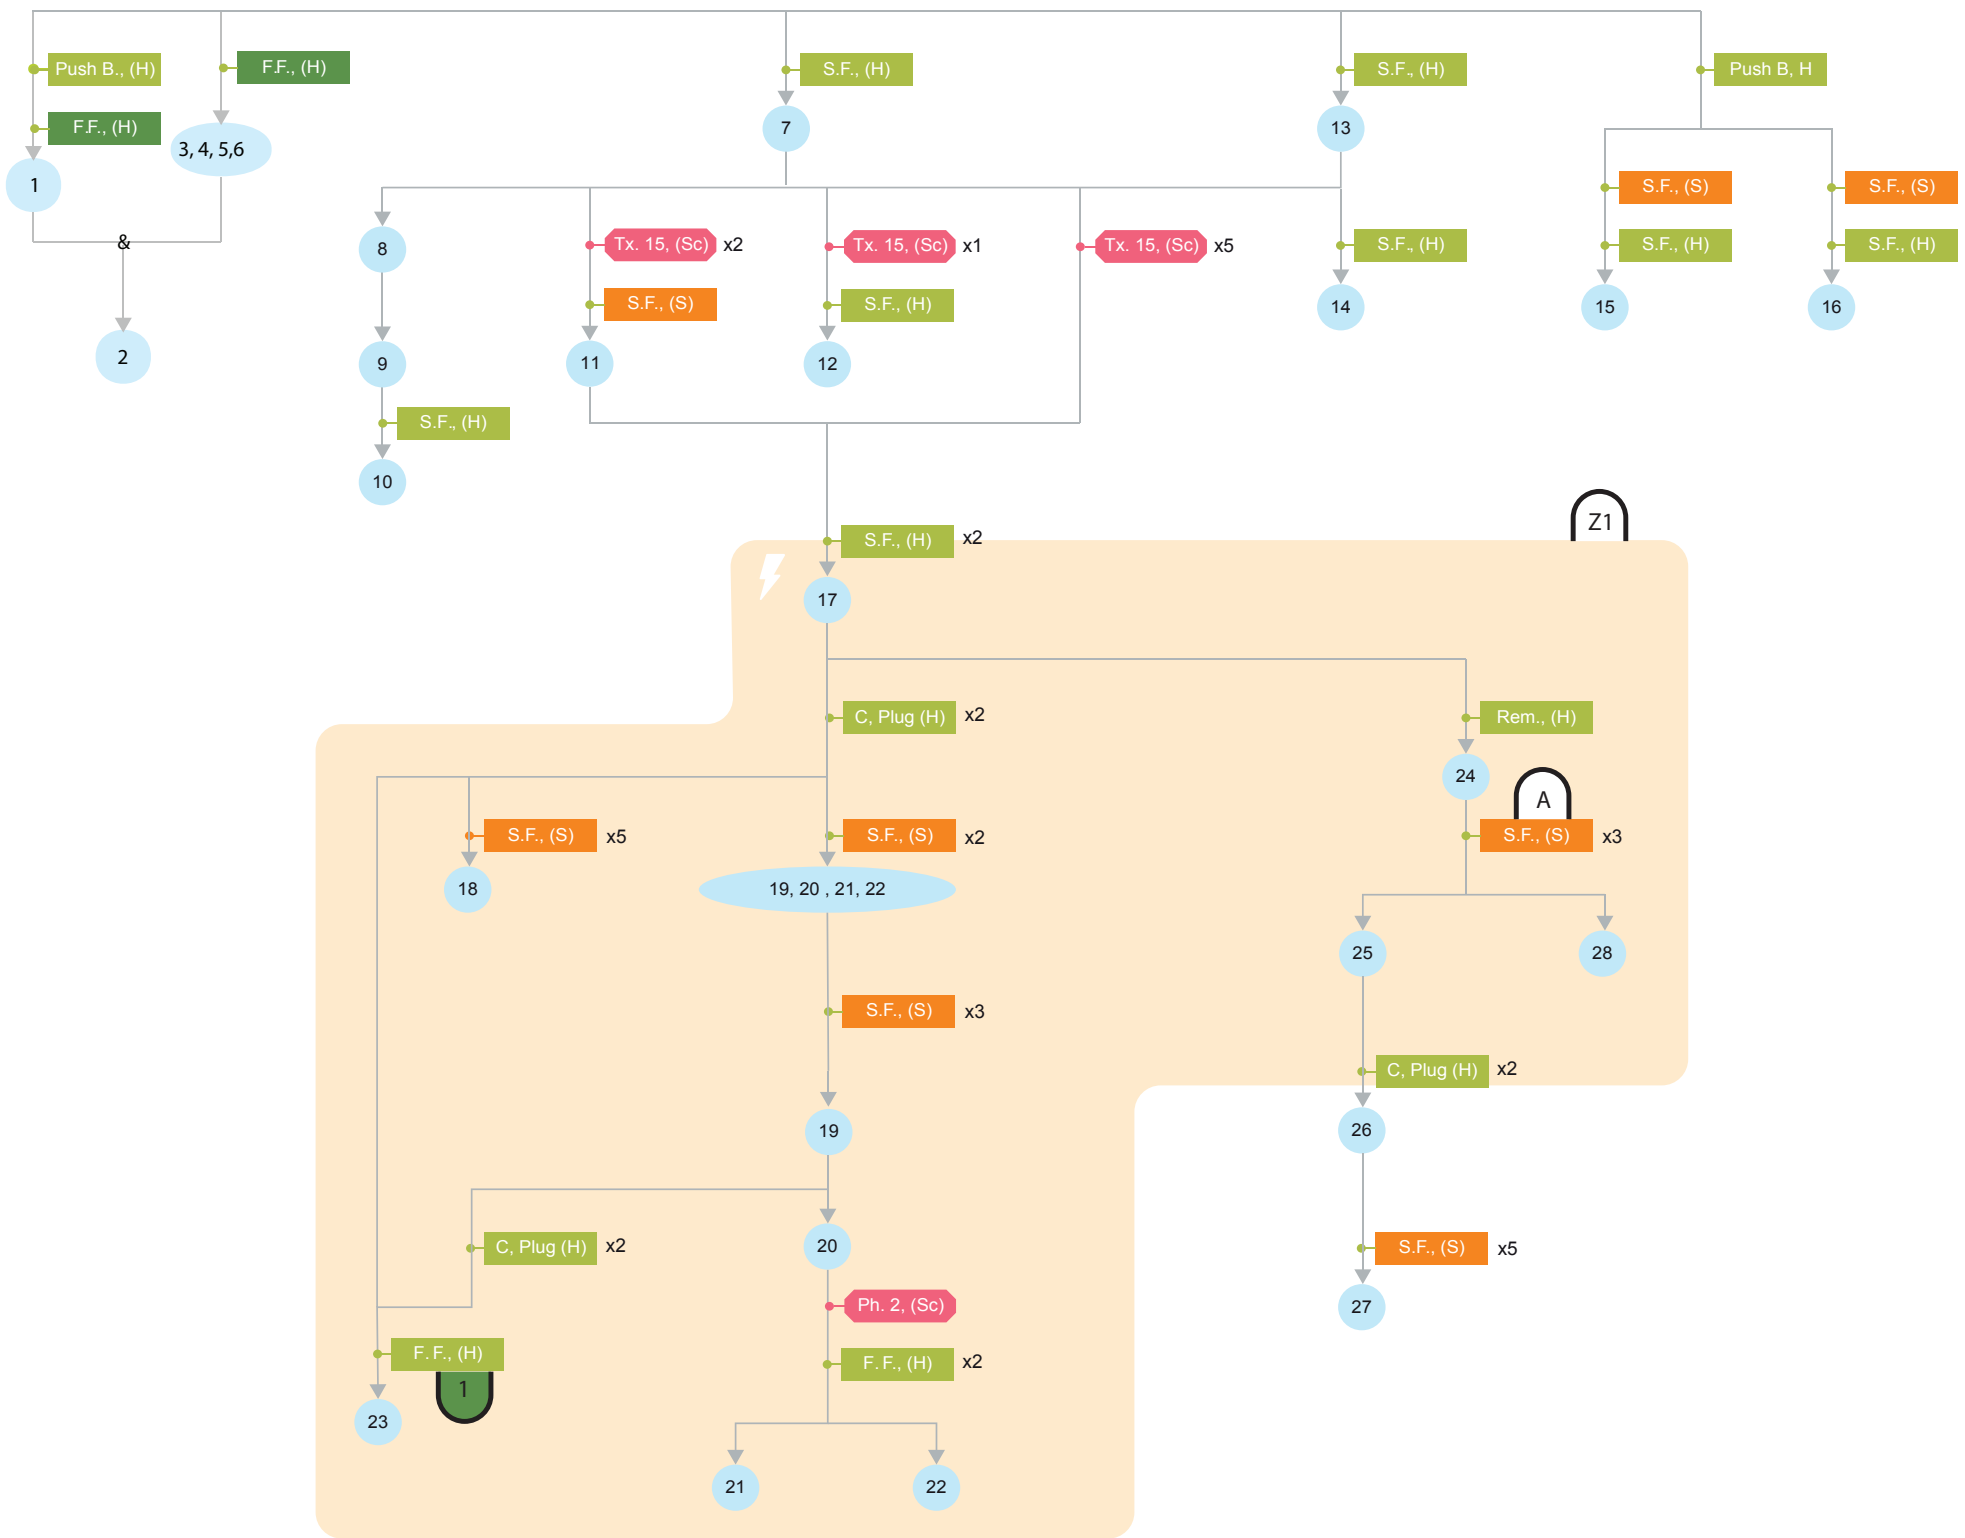 Push B., (H)
F.F., (H)
S.F., (H)
S.F., (H)
Push B, H
F.F., (H)
3, 4, 5,6
7
13
1
S.F., (S)
S.F., (S)
&
8
Tx. 15, (Sc) x2
Tx. 15, (Sc) x1
Tx. 15, (Sc) x5
S.F., (H)
S.F., (H)
S.F., (H)
S.F., (S)
S.F., (H)
14
15
16
2
9
11
12
S.F., (H)
10
Z1
S.F., (H) x2
17
C, Plug (H) x2
Rem., (H)
24
A
S.F., (S) x5
S.F., (S) x2
S.F., (S) x3
18
19, 20 , 21, 22
25
28
S.F., (S) x3
C, Plug (H) x2
19
26
C, Plug (H) x2
20
S.F., (S) x5
Ph. 2, (Sc)
27
F. F., (H)
F. F., (H) x2
1
23
21
22